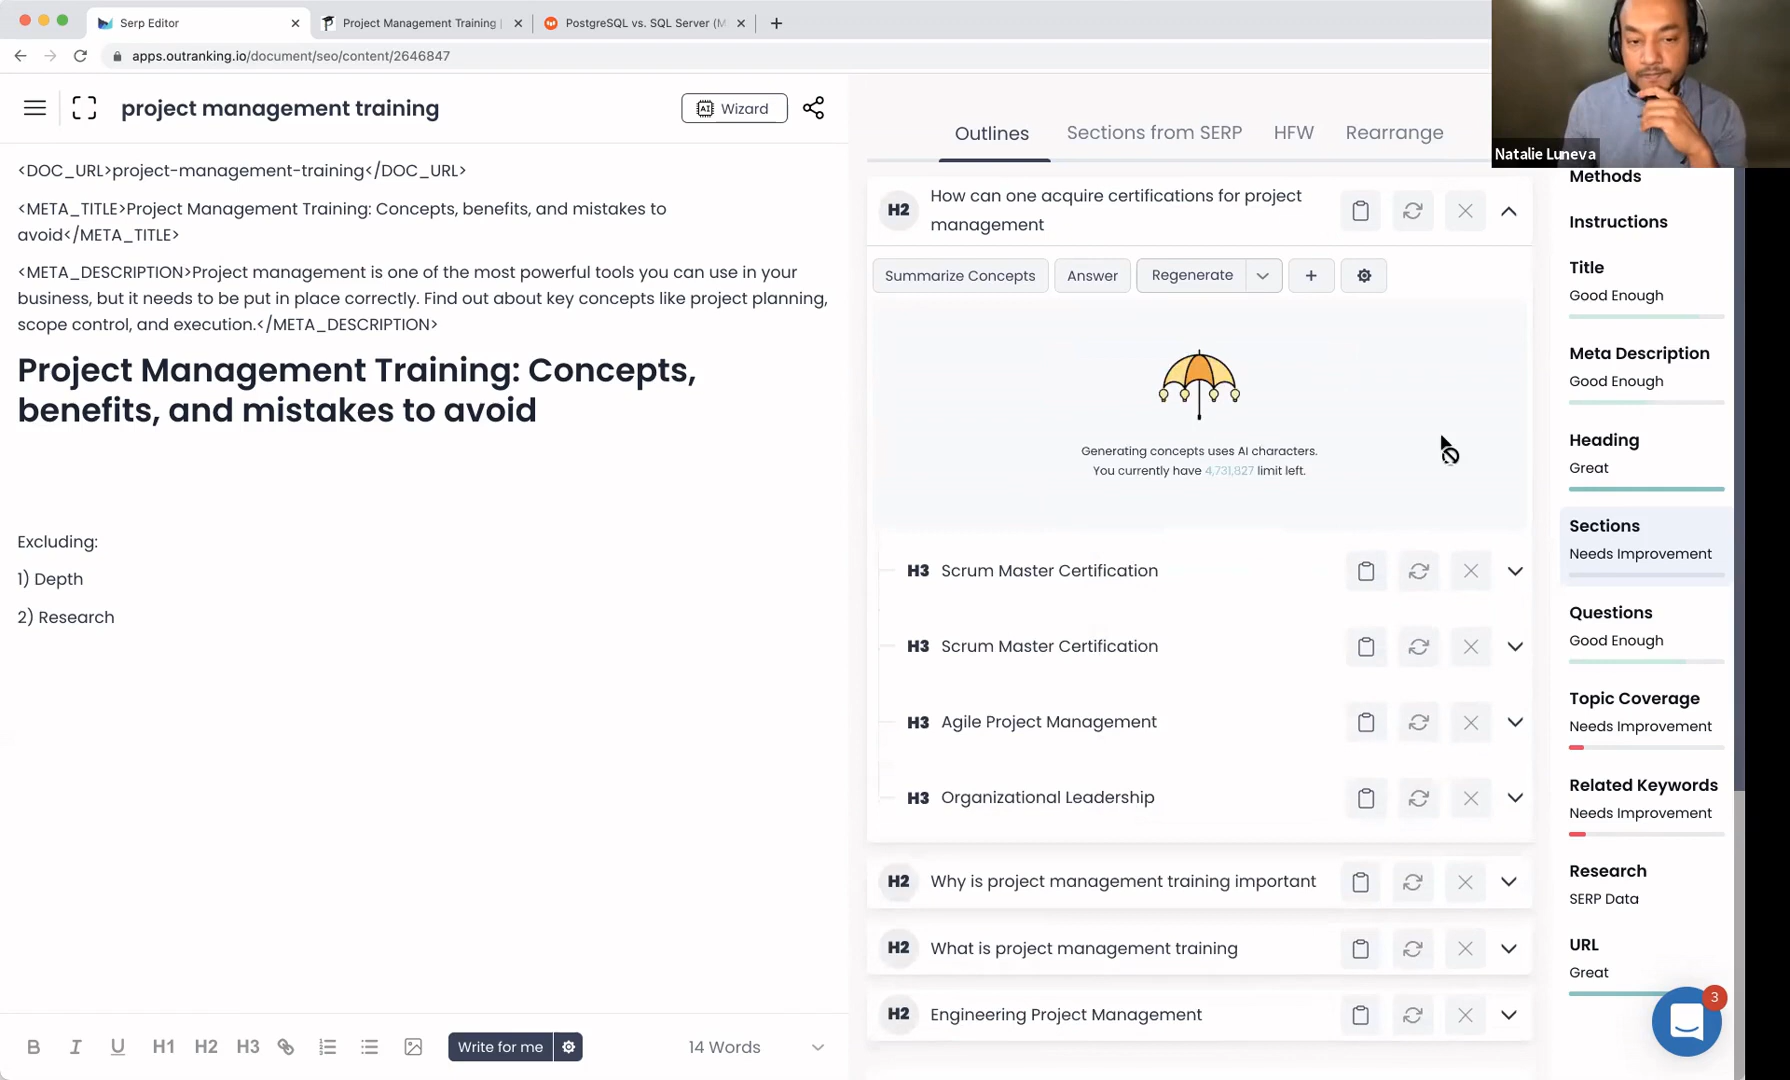 Serp Editor
Project Management Training |
PostgreSQL vs. SQL Server (M
apps.outranking.io/document/seo/content/2646847
project management training
Wizard
<DOC_URL>project-management-training</DOC_URL>
<META_TITLE>Project Management Training: Concepts, benefits, and mistakes to
avoid</META_TITLE>
<META_DESCRIPTION>Project management is one of the most powerful tools you can use in your
business, but it needs to be put in place correctly. Find out about key concepts like project planning,
scope control, and execution.</META_DESCRIPTION>
Project Management Training: Concepts,
benefits, and mistakes to avoid
Excluding:
1) Depth
2) Research
B I U H1 H2 H3
Write for me
14 Words
Outlines
Sections from SERP
HFW
Rearrange
H2 How can one acquire certifications for project
management
Summarize Concepts
Answer
Regenerate
Generating concepts uses AI characters.
You currently have 4,731,827 limit left.
H3 Scrum Master Certification
H3 Scrum Master Certification
H3 Agile Project Management
H3 Organizational Leadership
H2 Why is project management training important
H2 What is project management training
H2 Engineering Project Management
Natalie Luneva
Methods
Instructions
Title
Good Enough
Meta Description
Good Enough
Heading
Great
Sections
Needs Improvement
Questions
Good Enough
Topic Coverage
Needs Improvement
Related Keywords
Needs Improvement
Research
SERP Data
URL
Great
3